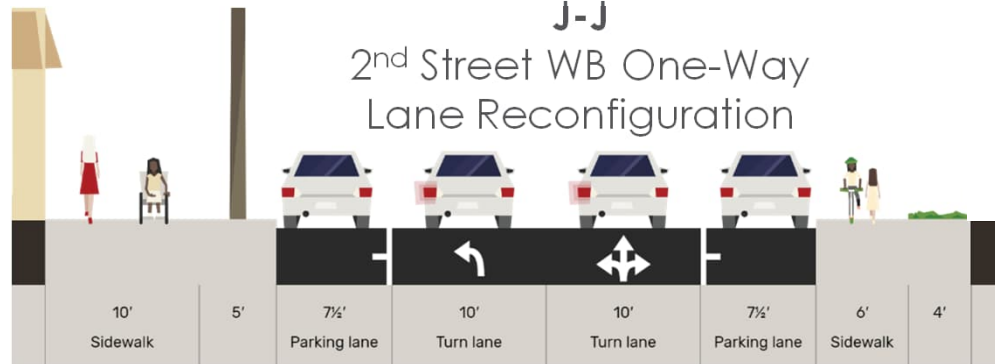 J-J
2nd Street WB One-Way
Lane Reconfiguration
10' 5' 7½' 10' 10' 7½' 6' 4'
Sidewalk Parking lane Turn lane Turn lane Parking lane Sidewalk